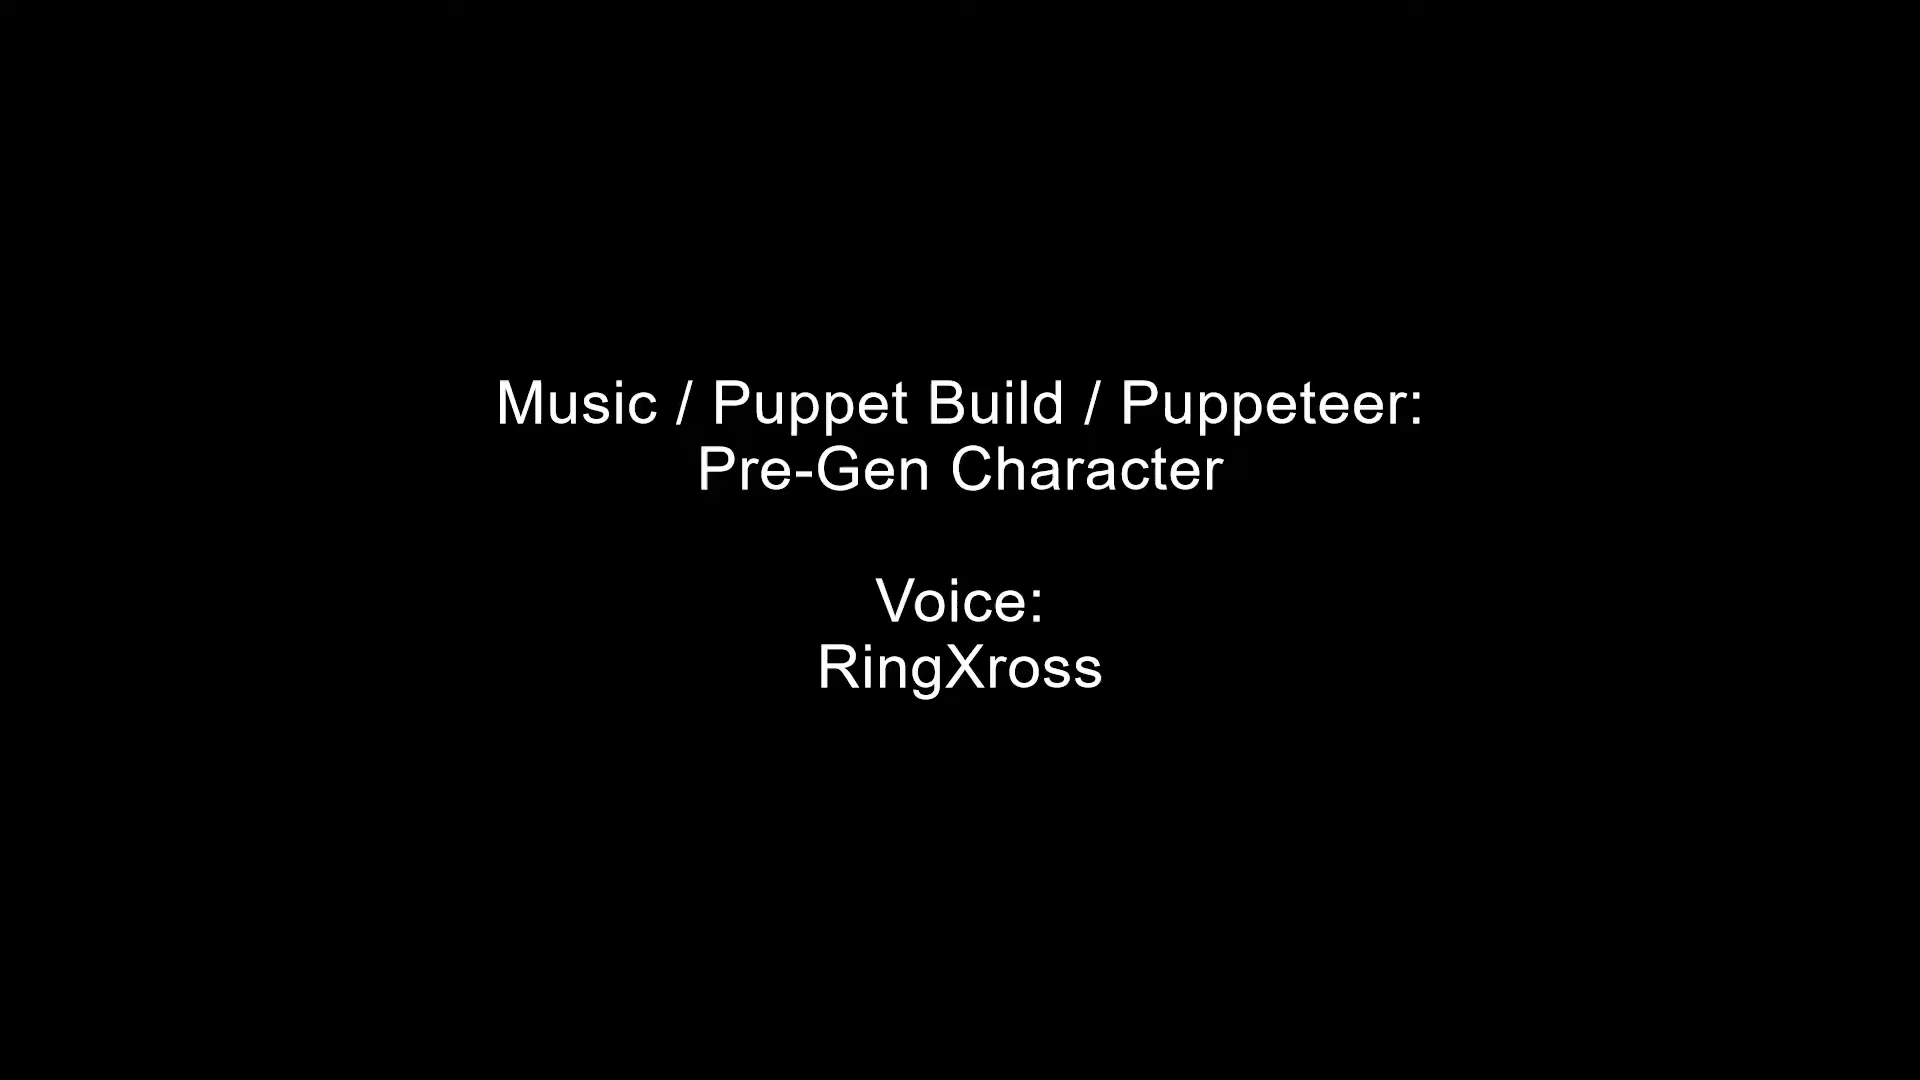 Music / Puppet Build / Puppeteer:
Pre-Gen Character
Voice:
RingXross